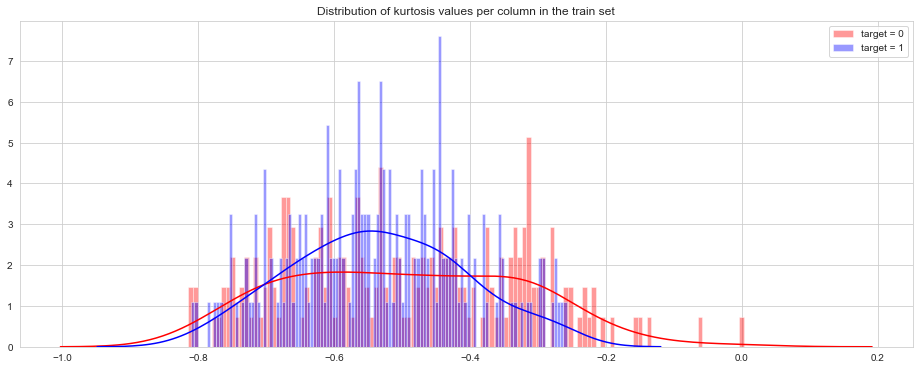 Distribution of kurtosis values per column in the train set
target = 0
target = 1
7
6
5
4
3
2
1
0
−1.0 −0.8 −0.6 −0.4 −0.2 0.0 0.2